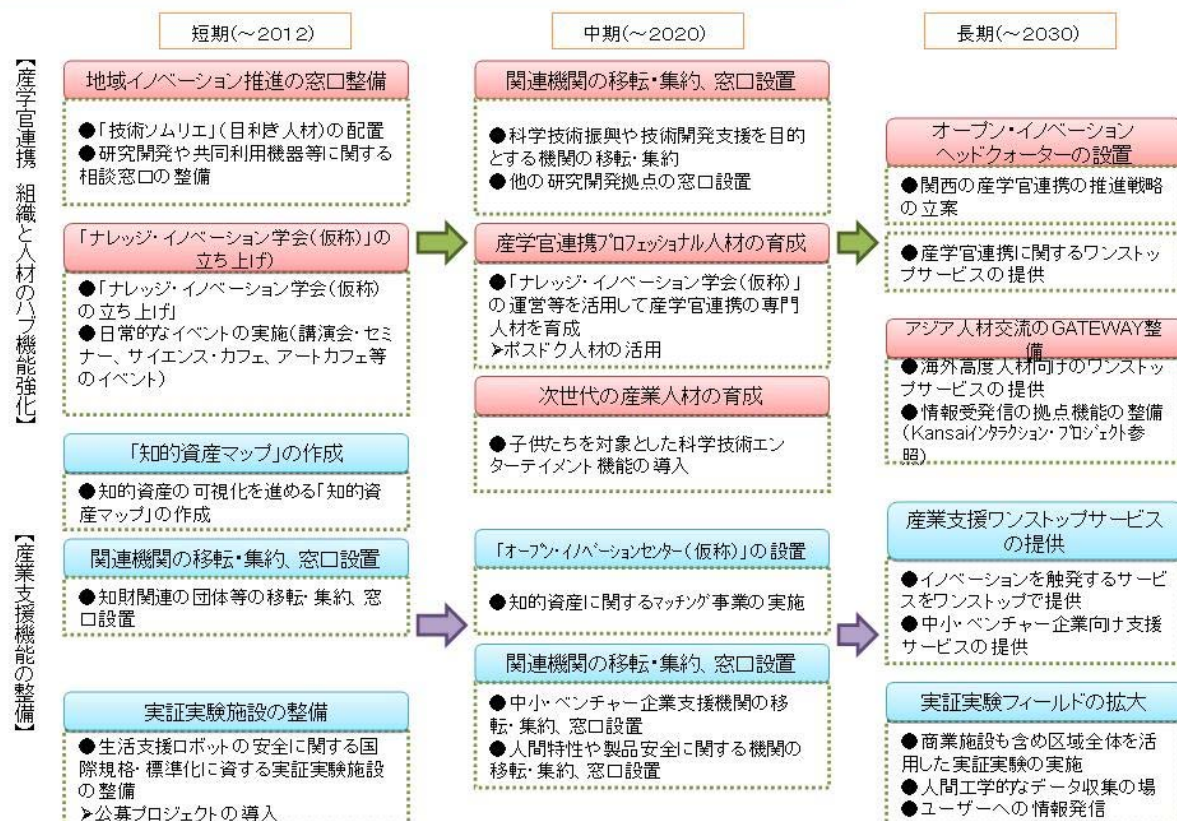 短期(～2012)
中期(～2020)
長期(～2030)
【産学官連携 組織と人材のハブ機能強化】
地域イノベーション推進の窓口整備
●「技術ソムリエ」(目利き人材)の配置
●研究開発や共同利用機器等に関する
相談窓口の整備
「ナレッジ・イノベーション学会(仮称)」の
立ち上げ)
●「ナレッジ・イノベーション学会(仮称)
の立ち上げ」
●日常的なイベントの実施(講演会・セミ
ナー、サイエンス・カフェ、アートカフェ等
のイベント)
関連機関の移転・集約、窓口設置
●科学技術振興や技術開発支援を目的
とする機関の移転・集約
●他の研究開発拠点の窓口設置
産学官連携プロフェッショナル人材の育成
●「ナレッジ・イノベーション学会(仮称)」
の運営等を活用して産学官連携の専門
人材を育成
➢ポスドク人材の活用
次世代の産業人材の育成
●子供たちを対象とした科学技術エン
ターテイメント機能の導入
オープン・イノベーション
ヘッドクォーターの設置
●関西の産学官連携の推進戦略
の立案
●産学官連携に関するワンストッ
プサービスの提供
アジア人材交流のGATEWAY整
備
●海外高度人材向けのワンストッ
プサービスの提供
●情報受発信の拠点機能の整備
(Kansaiインタラクション・プロジェクト参
照)
【産業支援機能の整備】
「知的資産マップ」の作成
●知的資産の可視化を進める「知的資
産マップ」の作成
関連機関の移転・集約、窓口設置
●知財関連の団体等の移転・集約、窓
口設置
実証実験施設の整備
●生活支援ロボットの安全に関する国
際規格・標準化に資する実証実験施設
の整備
➢公募プロジェクトの導入
「オープン・イノベーションセンター(仮称)」の設置
●知的資産に関するマッチング事業の実施
関連機関の移転・集約、窓口設置
●中小・ベンチャー企業支援機関の移
転・集約、窓口設置
●人間特性や製品安全に関する機関の
移転・集約、窓口設置
産業支援ワンストップサービス
の提供
●イノベーションを触発するサービ
スをワンストップで提供
●中小・ベンチャー企業向け支援
サービスの提供
実証実験フィールドの拡大
●商業施設も含め区域全体を活
用した実証実験の実施
●人間工学的なデータ収集の場
●ユーザーへの情報発信